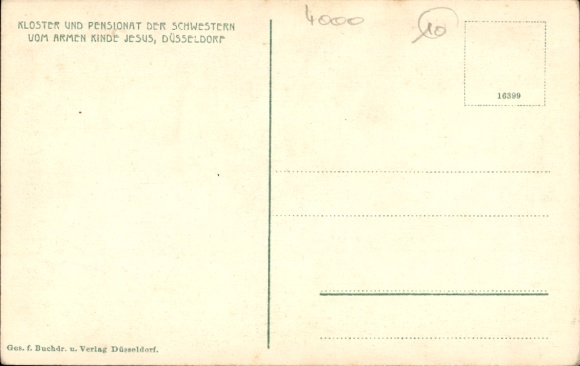 KLOSTER UND PENSIONAT DER SCHWESTERN
VOM ARMEN KINDE JESUS, DÜSSELDORF
4000
10
16399
Ges. f. Buchdr. u. Verlag Düsseldorf.